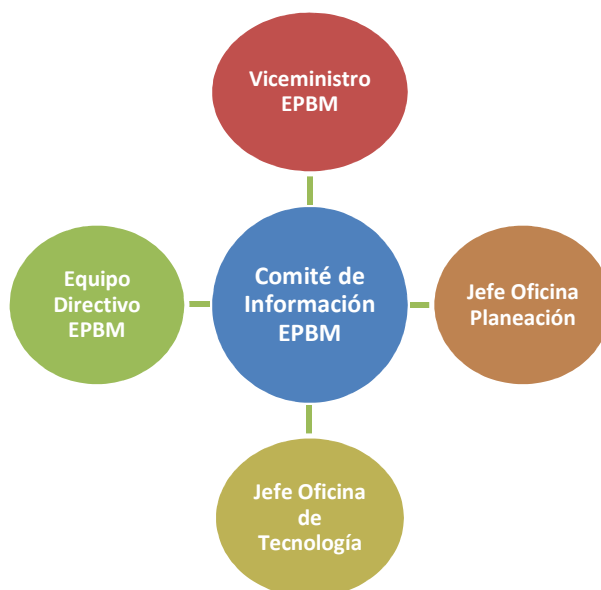 Viceministro
EPBM
Equipo
Directivo
EPBM
Comité de
Información
EPBM
Jefe Oficina
Planeación
Jefe Oficina
de
Tecnología